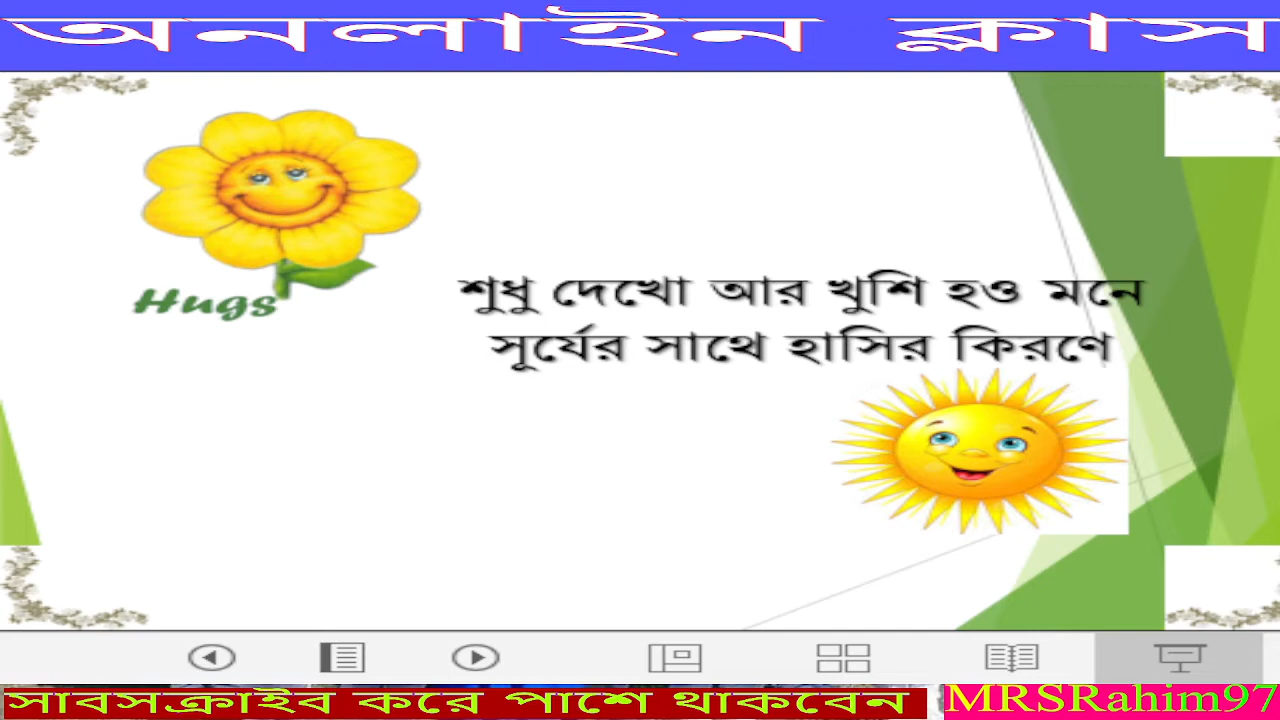 অনলাইন ক্লাস
Hugs
শুধু দেখো আর খুশি হও মনে
সূর্যের সাথে হাসির কিরণে
সাবসক্রাইব করে পাশে থাকবেন
MRSRahim97